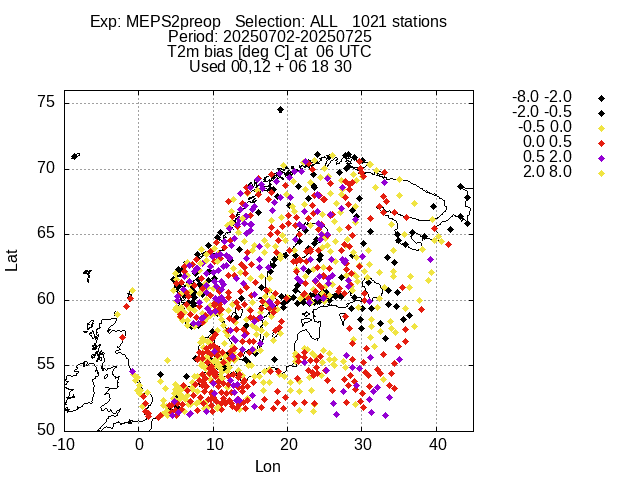 Exp: MEPS2preop   Selection: ALL   1021 stations
Period: 20250702-20250725
T2m bias [deg C] at  06 UTC
Used 00,12 + 06 18 30
-8.0 -2.0
-2.0 -0.5
-0.5 0.0
0.0 0.5
0.5 2.0
2.0 8.0
75
70
65
60
55
50
Lat
-10 0 10 20 30 40
Lon